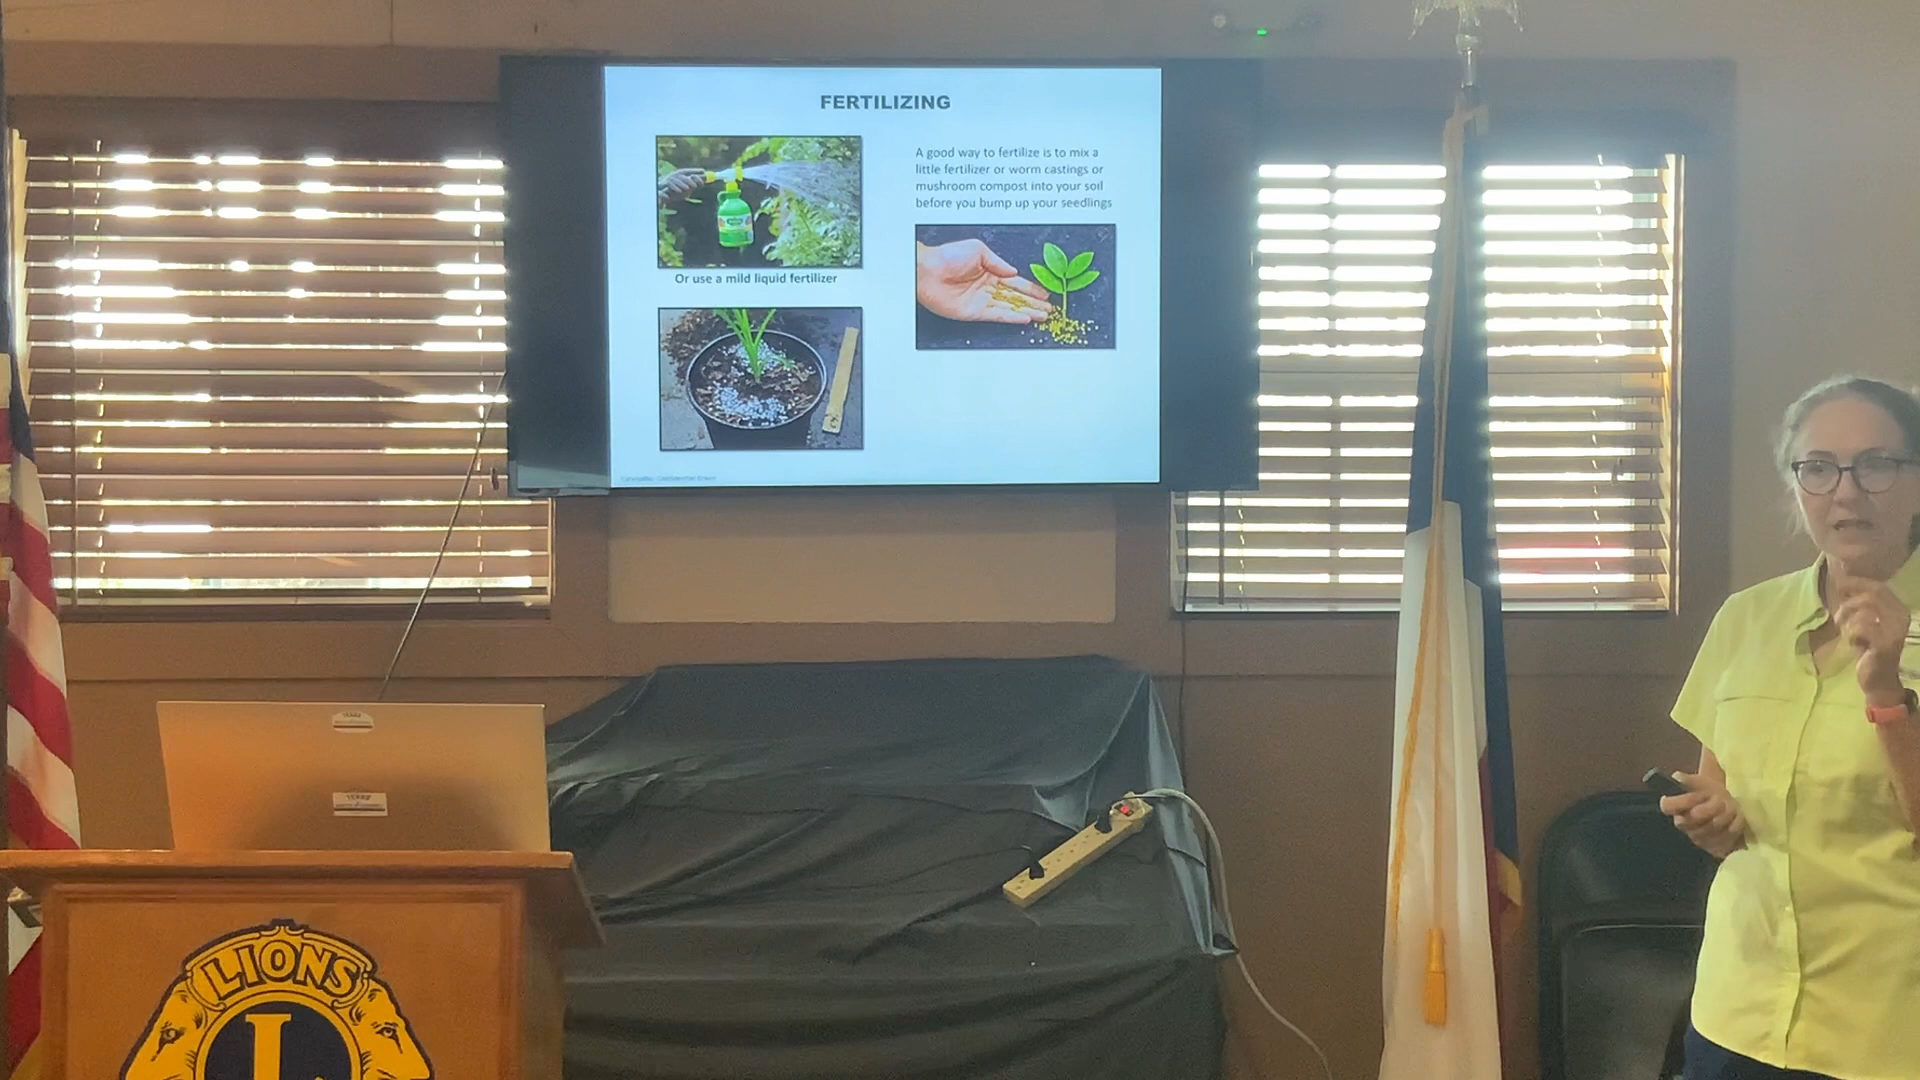 FERTILIZING
A good way to fertilize is to mix a
little fertilizer or worm castings or
mushroom compost into your soil
before you bump up your seedlings
Or use a mild liquid fertilizer
LIONS
L